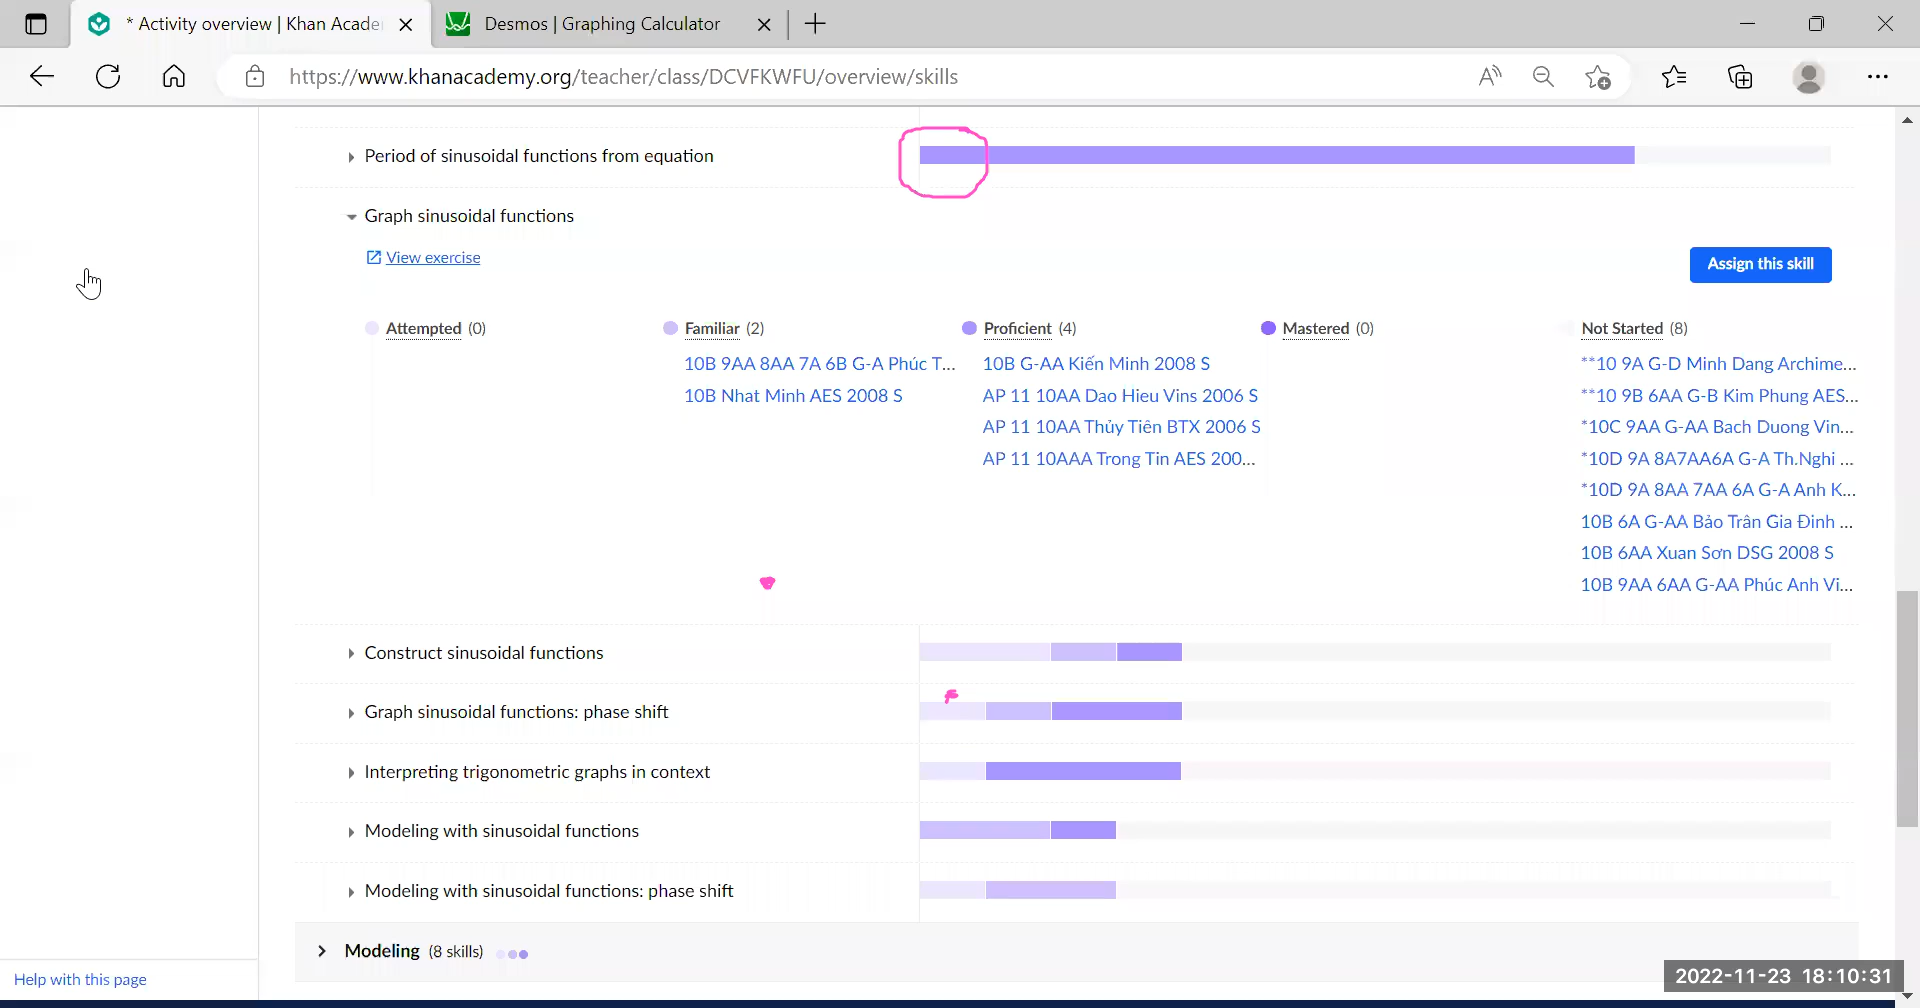 * Activity overview | Khan Acade
Desmos | Graphing Calculator
https://www.khanacademy.org/teacher/class/DCVFKWFU/overview/skills
Period of sinusoidal functions from equation
Graph sinusoidal functions
View exercise
Assign this skill
Attempted (0)
Familiar (2)
10B 9AA 8AA 7A 6B G-A Phúc T...
10B Nhat Minh AES 2008 S
Proficient (4)
10B G-AA Kiến Minh 2008 S
AP 11 10AA Dao Hieu Vins 2006 S
AP 11 10AA Thủy Tiên BTX 2006 S
AP 11 10AAA Trong Tin AES 200...
Mastered (0)
Not Started (8)
**10 9A G-D Minh Dang Archime...
**10 9B 6AA G-B Kim Phung AES...
*10C 9AA G-AA Bach Duong Vin...
*10D 9A 8A7AA6A G-A Th.Nghi ...
*10D 9A 8AA 7AA 6A G-A Anh K...
10B 6A G-AA Bảo Trân Gia Đinh ...
10B 6AA Xuan Sơn DSG 2008 S
10B 9AA 6AA G-AA Phúc Anh Vi...
Construct sinusoidal functions
Graph sinusoidal functions: phase shift
Interpreting trigonometric graphs in context
Modeling with sinusoidal functions
Modeling with sinusoidal functions: phase shift
Modeling (8 skills)
Help with this page
2022-11-23 18:10:31